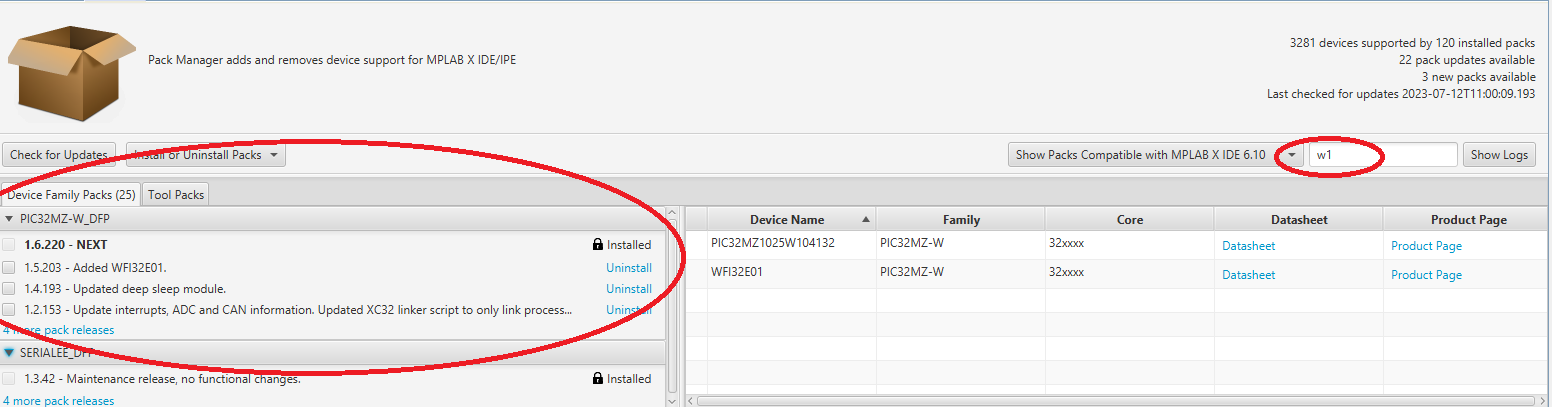 Pack Manager adds and removes device support for MPLAB X IDE/IPE
3281 devices supported by 120 installed packs
22 pack updates available
3 new packs available
Last checked for updates 2023-07-12T11:00:09.193
Check for Updates Install or Uninstall Packs Show Packs Compatible with MPLAB X IDE 6.10 w1 Show Logs
Device Family Packs (25) Tool Packs
PIC32MZ-W_DFP
1.6.220 - NEXT Installed
1.5.203 - Added WFI32E01. Uninstall
1.4.193 - Updated deep sleep module. Uninstall
1.2.153 - Update interrupts, ADC and CAN information. Updated XC32 linker script to only link process... Uninstall
4 more pack releases
SERIALEE_DFP
1.3.42 - Maintenance release, no functional changes. Installed
4 more pack releases
Device Name Family Core Datasheet Product Page
PIC32MZ1025W104132 PIC32MZ-W 32xxxx Datasheet Product Page
WFI32E01 PIC32MZ-W 32xxxx Datasheet Product Page